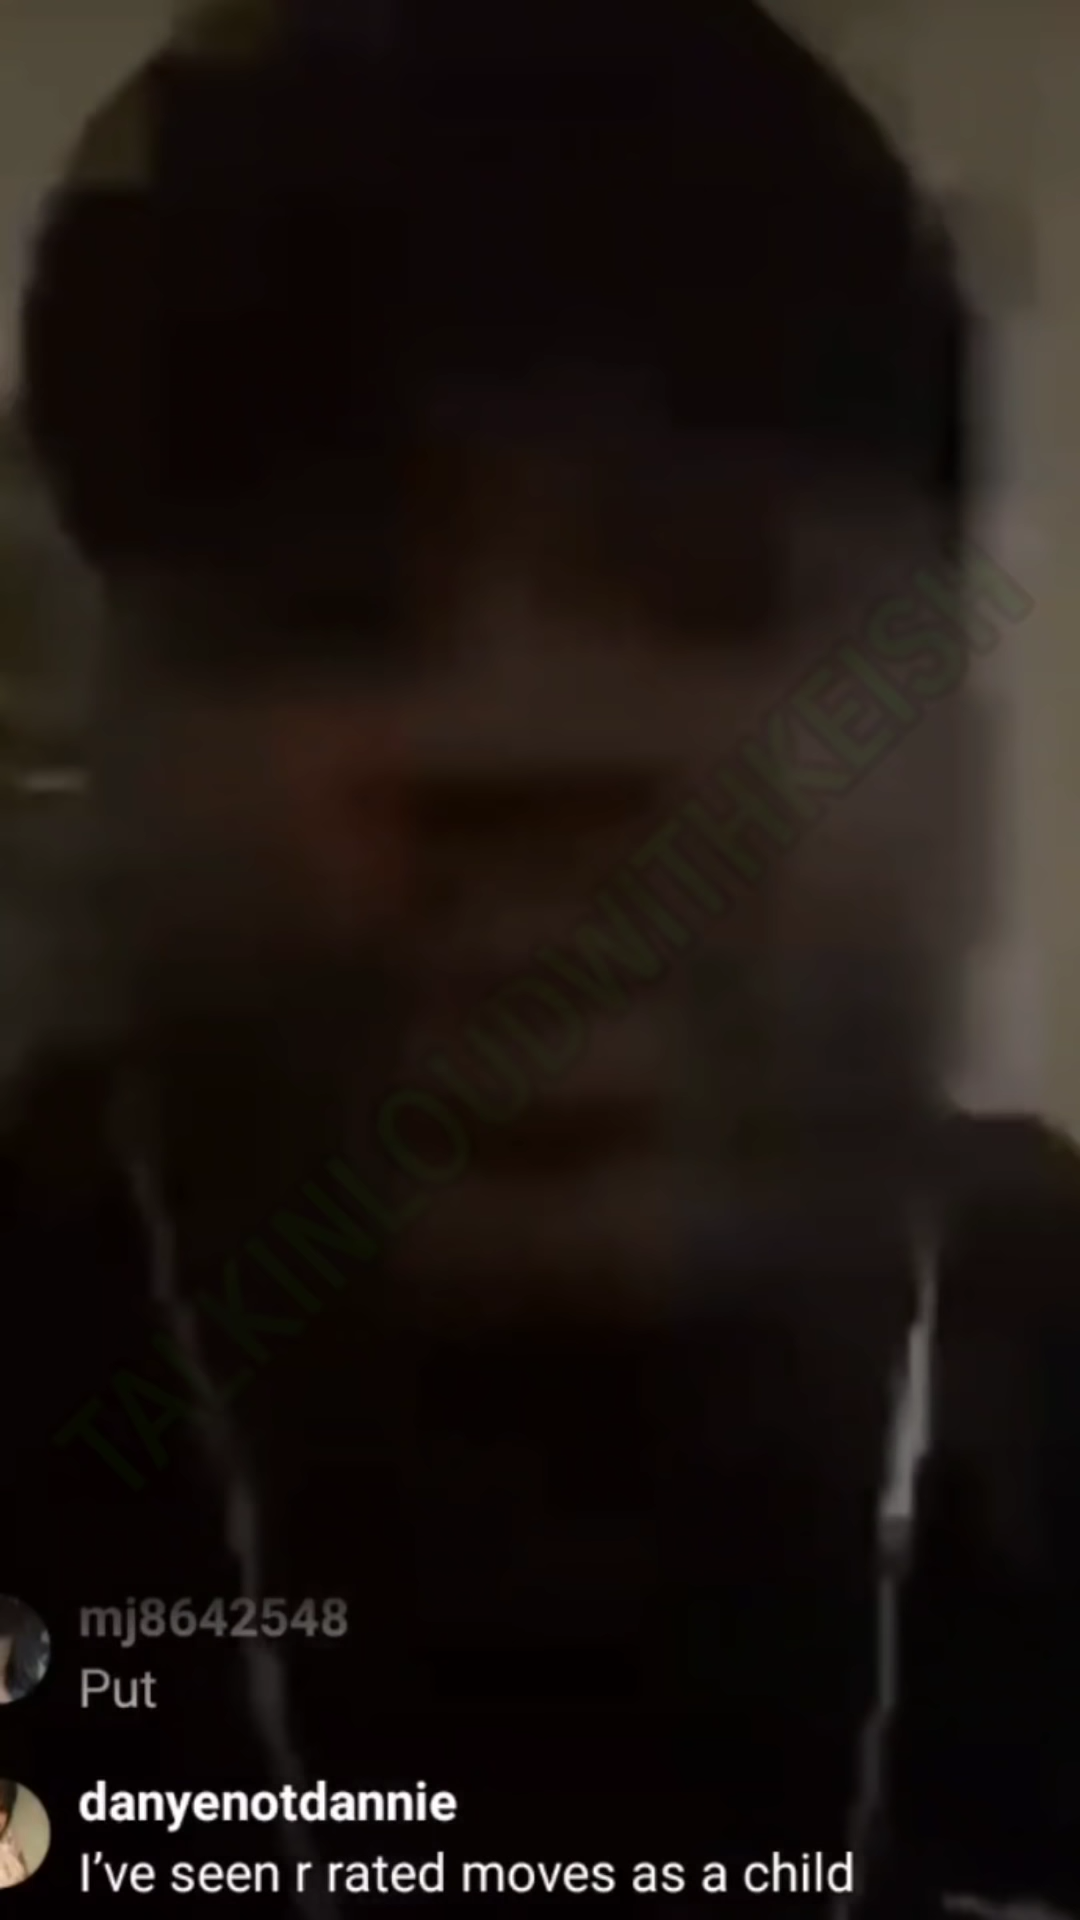 TALKINLOUDWITHKEISH
mj8642548
Put
danyenotdannie
I've seen r rated moves as a child